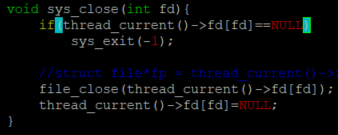 void sys_close(int fd){
if(thread_current()->fd[fd]==NULL)
sys_exit(-1);
//struct file*fp = thread_current()->
file_close(thread_current()->fd[fd]);
thread_current()->fd[fd]=NULL;
}